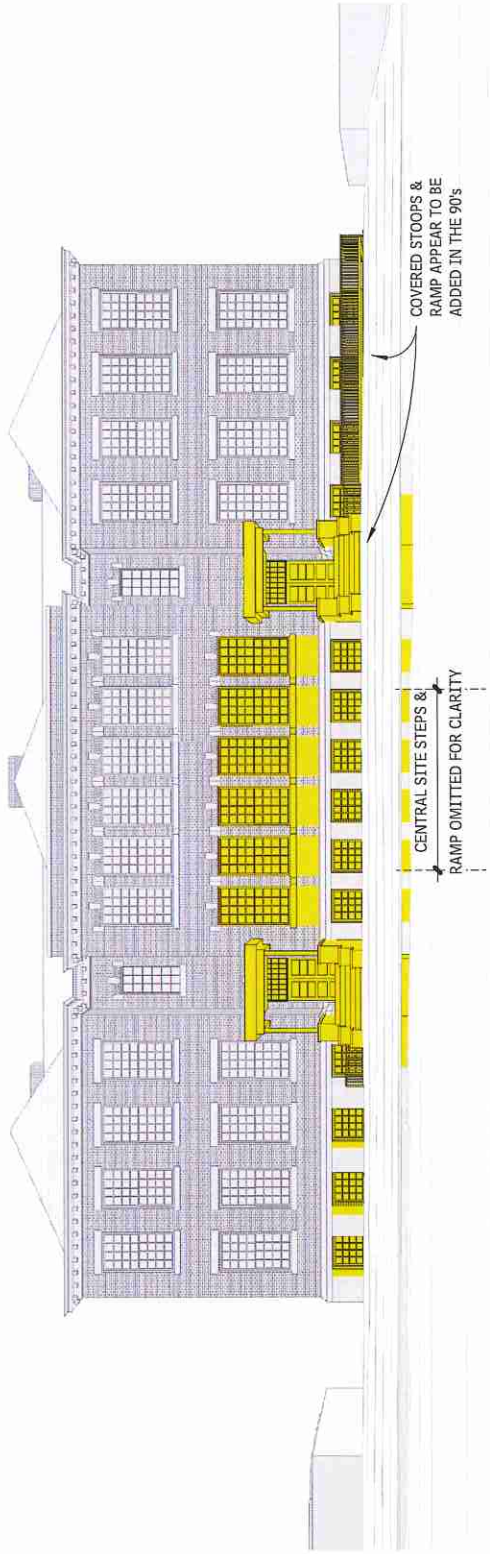 COVERED STOOPS &
RAMP APPEAR TO BE
ADDED IN THE 90's
CENTRAL SITE STEPS &
RAMP OMITTED FOR CLARITY